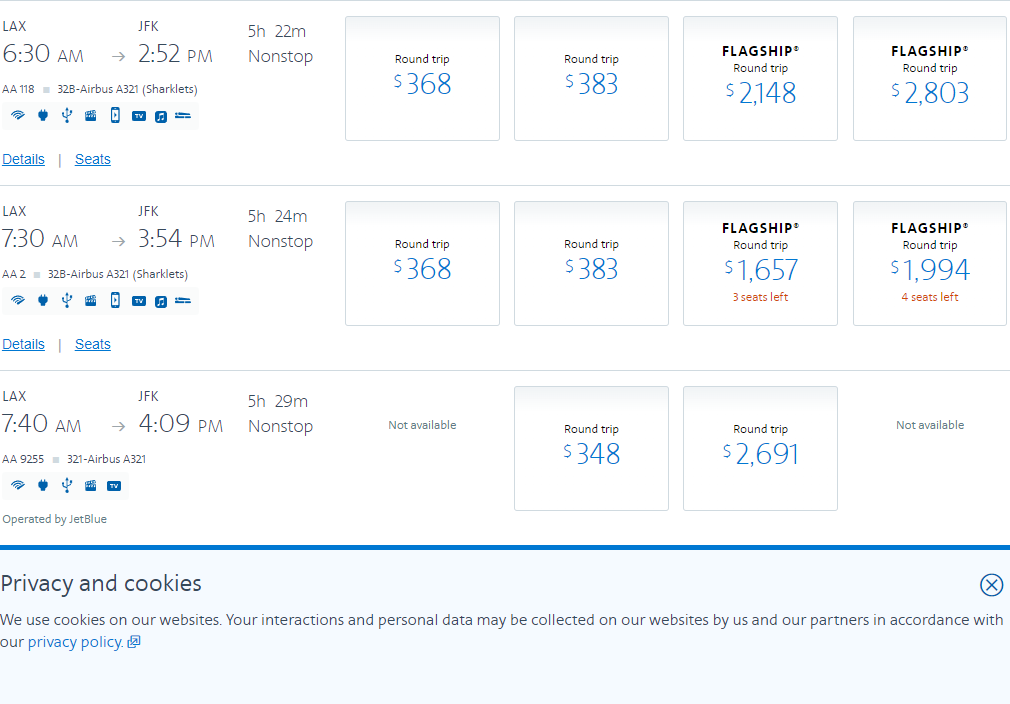 LAX JFK 5h 22m
6:30 AM → 2:52 PM Nonstop
AA 118 32B-Airbus A321 (Sharklets)
Details | Seats
Round trip
$368
Round trip
$383
FLAGSHIP®
Round trip
$2,148
FLAGSHIP®
Round trip
$2,803
LAX JFK 5h 24m
7:30 AM → 3:54 PM Nonstop
AA 2 32B-Airbus A321 (Sharklets)
TV
Details | Seats
Round trip
$368
Round trip
$383
FLAGSHIP®
Round trip
$1,657
3 seats left
FLAGSHIP®
Round trip
$1,994
4 seats left
LAX JFK 5h 29m
7:40 AM → 4:09 PM Nonstop
AA 9255 321-Airbus A321
TV
Operated by JetBlue
Not available
Round trip
$348
Round trip
$2,691
Not available
Privacy and cookies
We use cookies on our websites. Your interactions and personal data may be collected on our websites by us and our partners in accordance with
our privacy policy.